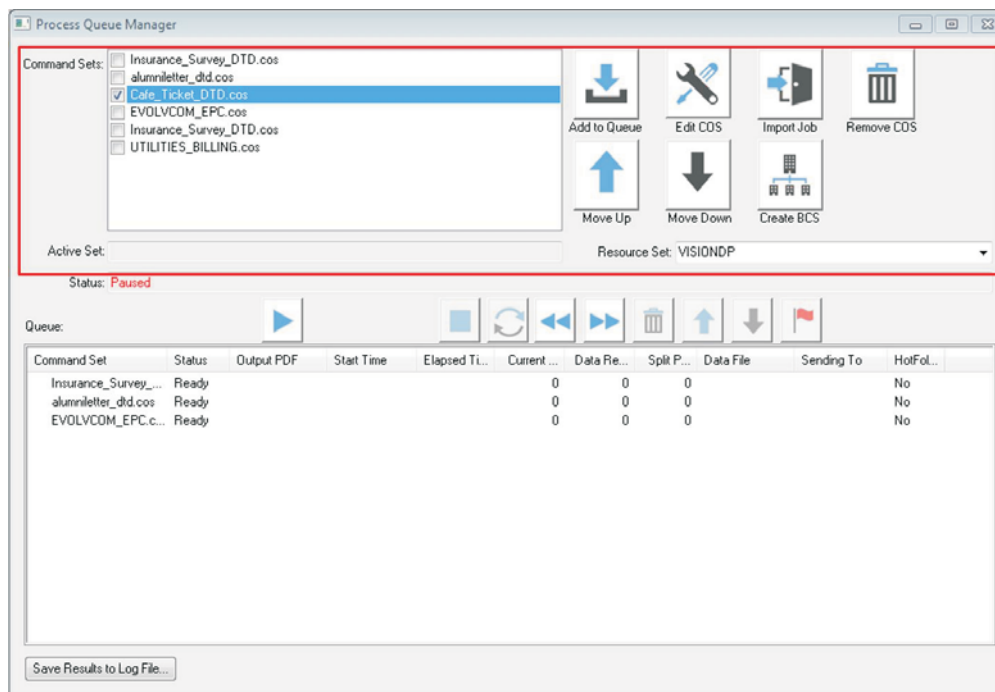 Process Queue Manager
Command Sets:
Insurance_Survey_DTD.cos
alumniletter_dtd.cos
Cafe_Ticket_DTD.cos
EVOLVCOM_EPC.cos
Insurance_Survey_DTD.cos
UTILITIES_BILLING.cos
Add to Queue Edit COS Import Job Remove COS
Move Up Move Down Create BCS
Active Set: Resource Set: VISIONDP
Status: Paused
Queue:
Command Set Status Output PDF Start Time Elapsed Ti... Current ... Data Re... Split P... Data File Sending To HotFol...
Insurance_Survey_... Ready 0 0 0 No
alumniletter_dtd.cos Ready 0 0 0 No
EVOLVCOM_EPC.c... Ready 0 0 0 No
Save Results to Log File...